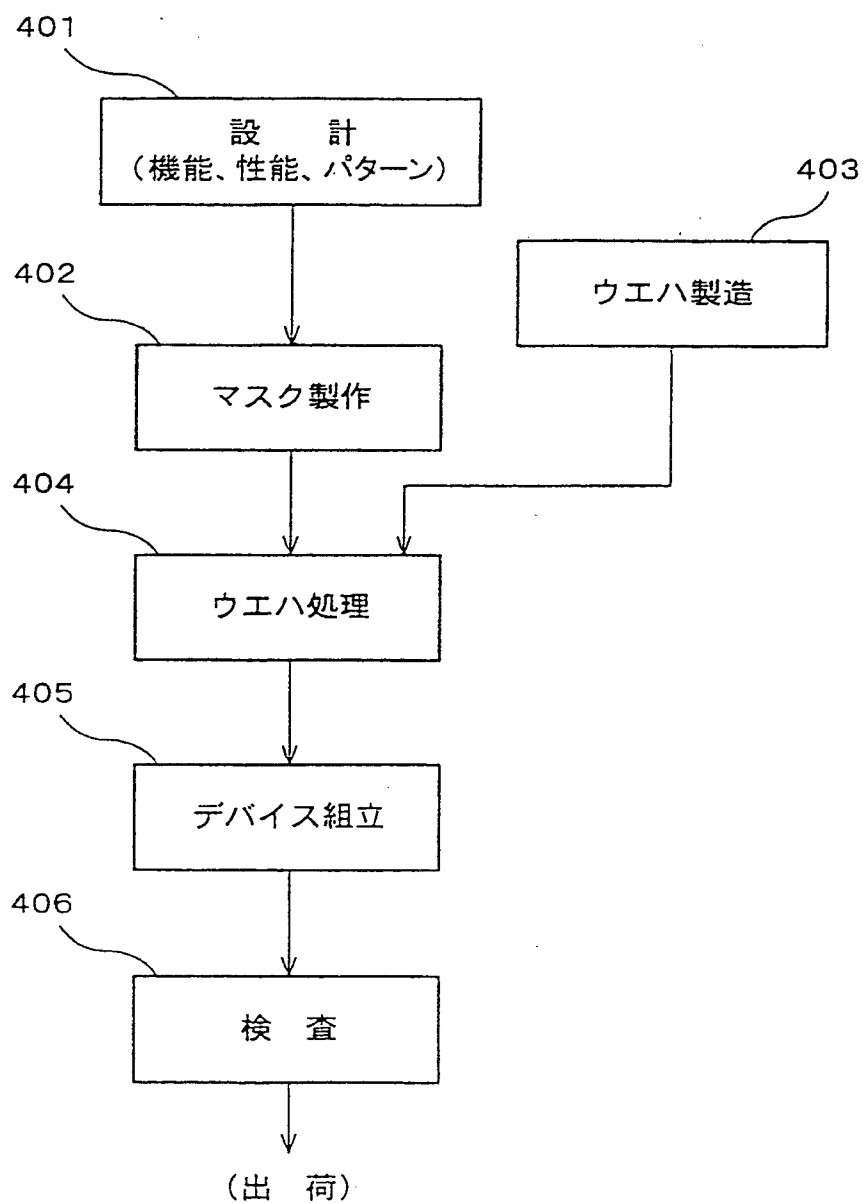 401
設 計
(機能、性能、パターン)
403
ウエハ製造
402
マスク製作
404
ウエハ処理
405
デバイス組立
406
検 査
(出 荷)